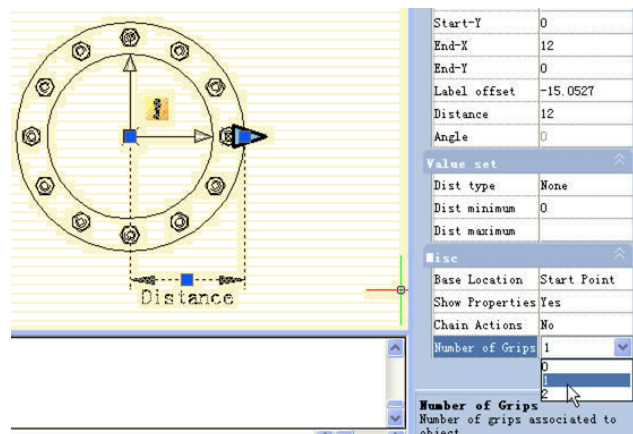 Start-Y 0
End-X 12
End-Y 0
Label offset -15.0527
Distance 12
Angle 0
Value set
Dist type None
Dist minimum 0
Dist maximum
Misc
Base Location Start Point
Show Properties Yes
Chain Actions No
Number of Grips 1
0
1
2
Number of Grips
Number of grips associated to
object
Distance